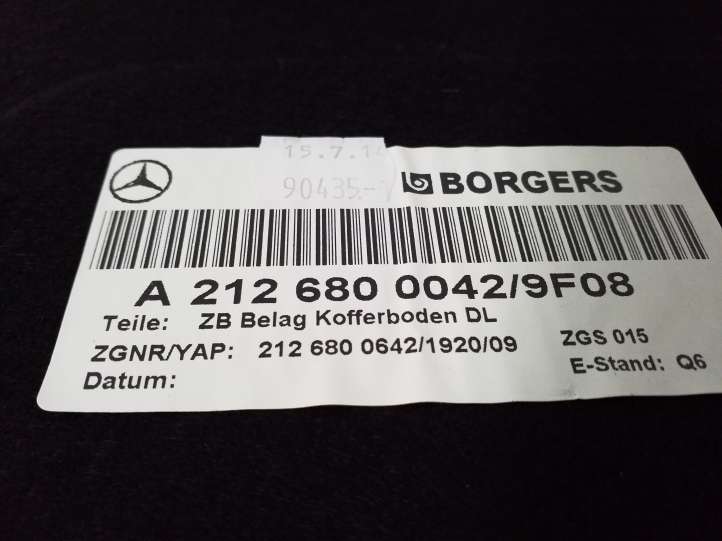 15.7.14
90435-
BORGERS
A 212 680 0042/9F08
Teile: ZB Belag Kofferboden DL
ZGNR/YAP: 212 680 0642/1920/09 ZGS 015
Datum: E-Stand: Q6